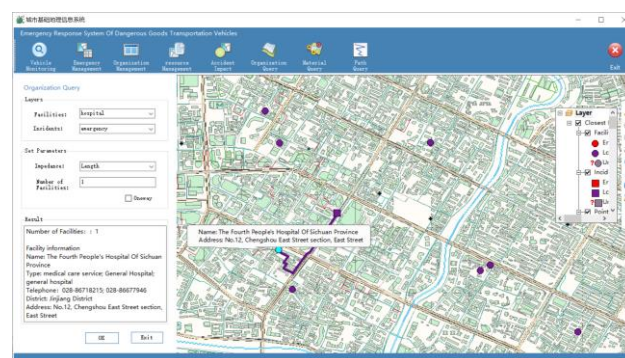 城市基础地理信息系统
Emergency Response System Of Dangerous Goods Transportation Vehicles
Vehicle Monitoring
Emergency Management
Organization Management
resource Management
Accident Impact
Organization Query
Material Query
Path Query
Exit
Organization Query
Layers
Facilities: hospital
Incidents: emergency
Set Parameters
Impedance: Length
Number of Facilities: 1
Oneway
Result
Number of Facilities: : 1
Facility information
Name: The Fourth People's Hospital Of Sichuan
Province
Type: medical care service; General Hospital;
general hospital
Telephone: 028-86718215; 028-86677946
District: Jinjiang District
Address: No.12, Chengshou East Street section,
East Street
OK
Exit
Name: The Fourth People's Hospital Of Sichuan Province
Address: No.12, Chengshou East Street section, East Street
Layer
Closest
Facili
Er
Lc
Ur
Incid
Er
Lc
Ur
Point